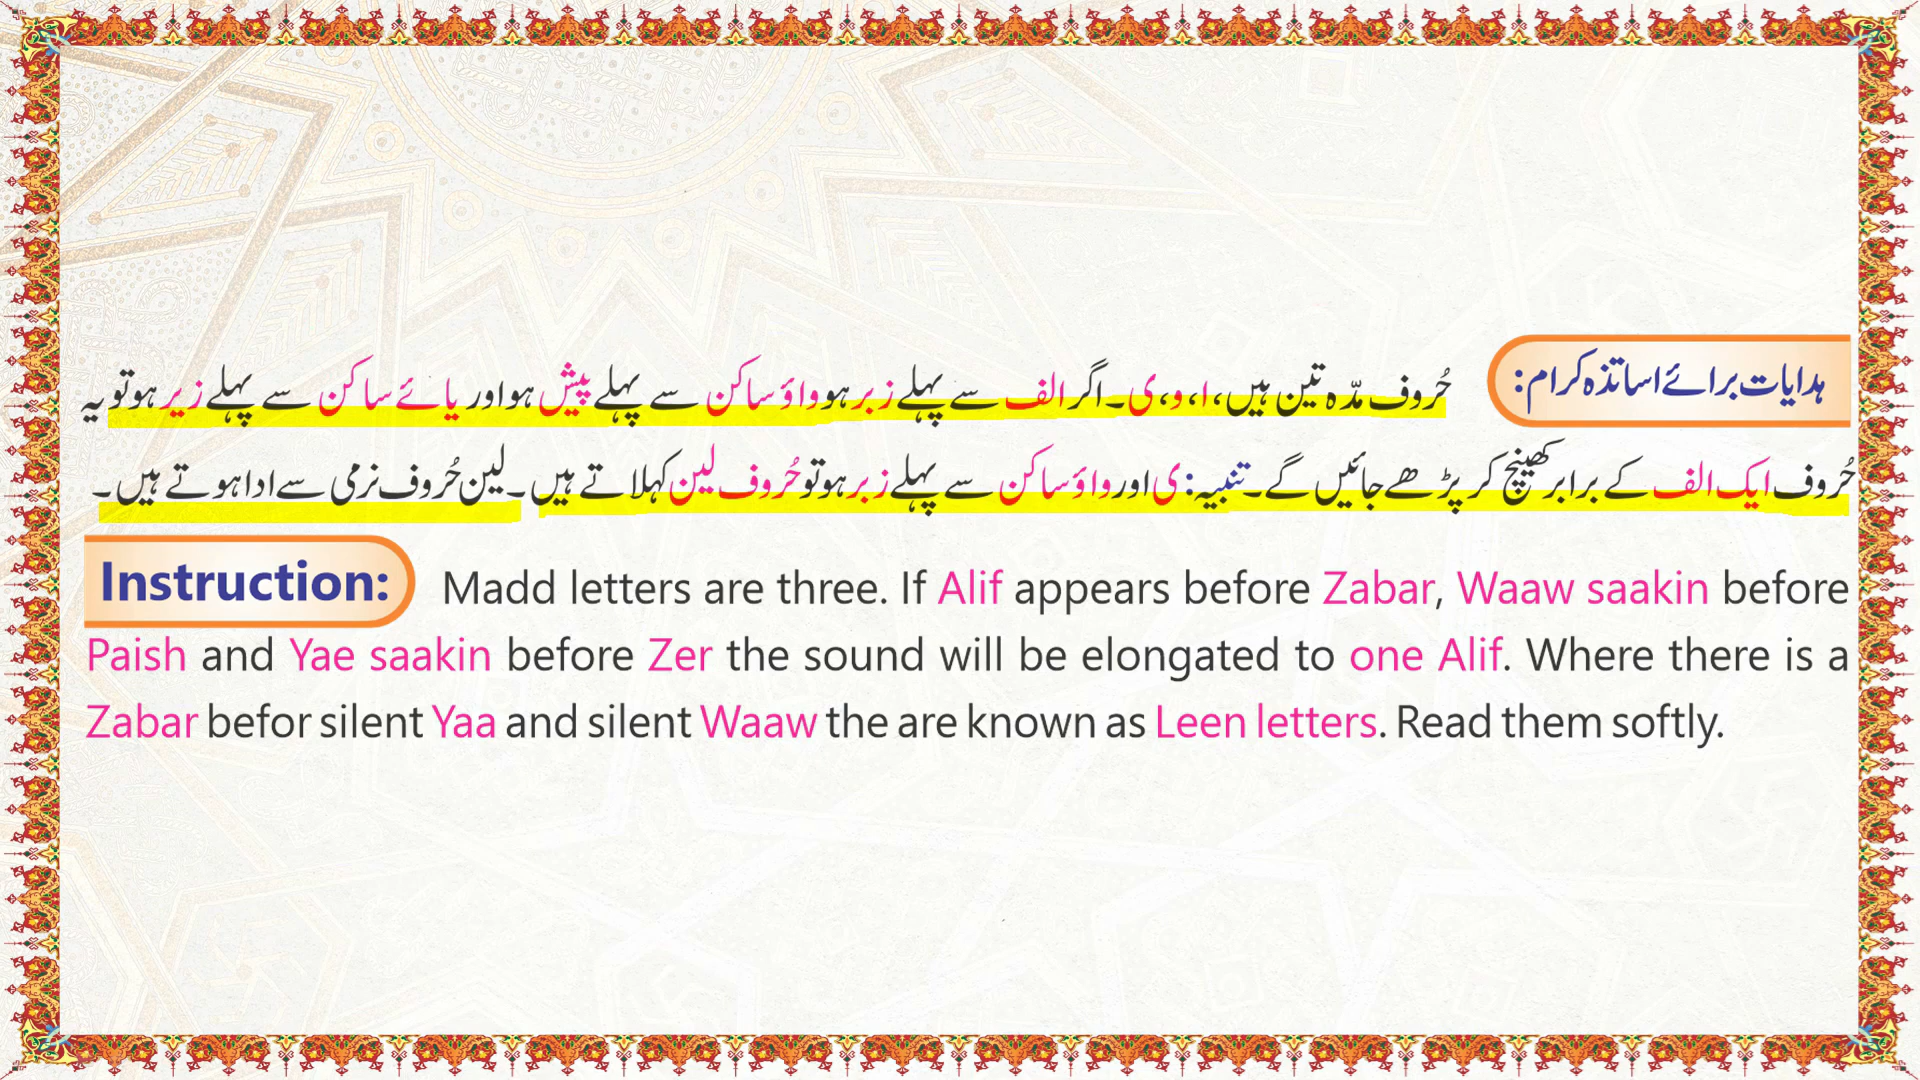 ہدایات برائے اساتذہ کرام: حُروف مدّہ تین ہیں، ا، و، ی۔ اگر الف سے پہلے زبر ہو واؤ ساکن سے پہلے پیش ہو اور یائے ساکن سے پہلے زیر ہو تو یہ
حُروف ایک الف کے برابر کھینچ کر پڑھے جائیں گے۔ تنبیہ: ی اور واؤ ساکن سے پہلے زبر ہو تو حُروف لین کہلاتے ہیں۔ لین حُروف نرمی سے ادا ہوتے ہیں۔
Instruction: Madd letters are three. If Alif appears before Zabar, Waaw saakin before
Paish and Yae saakin before Zer the sound will be elongated to one Alif. Where there is a
Zabar befor silent Yaa and silent Waaw the are known as Leen letters. Read them softly.